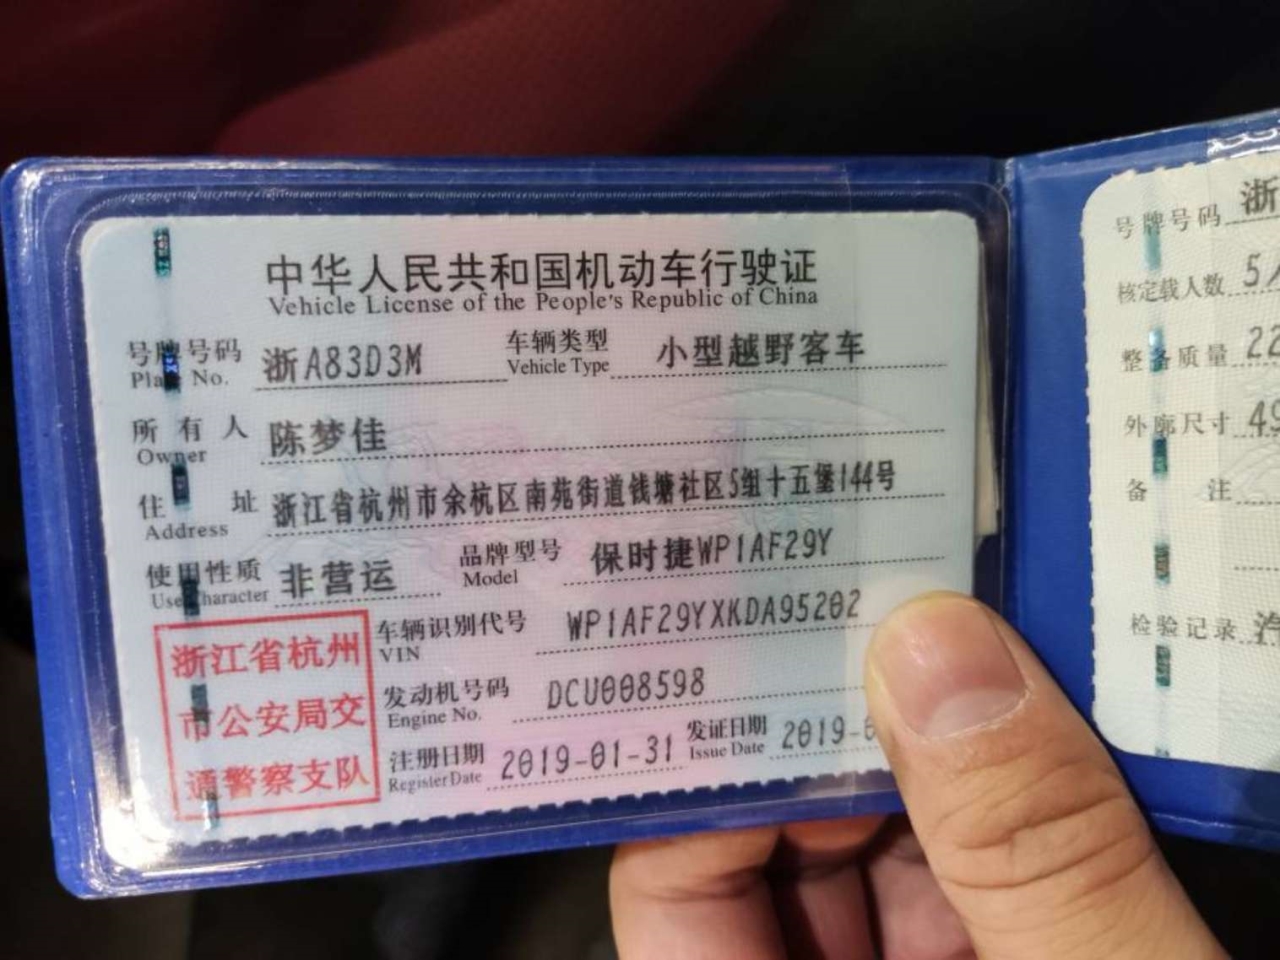 中华人民共和国机动车行驶证
Vehicle License of the People's Republic of China
号牌号码 浙A83D3M 车辆类型 小型越野客车
Plate No. Vehicle Type
所有人 陈梦佳
Owner
住址 浙江省杭州市余杭区南苑街道钱塘社区5组十五堡144号
Address
使用性质 非营运 品牌型号 保时捷WP1AF29Y
Use Character Model
车辆识别代号 WP1AF29YXKDA95202
VIN
发动机号码 DCU008598
Engine No.
注册日期 2019-01-31 发证日期 2019-0
Register Date Issue Date
浙江省杭州
市公安局交
通警察支队
号牌号码 浙
核定载人数 5
整备质量 22
外廓尺寸 49
备注
检验记录